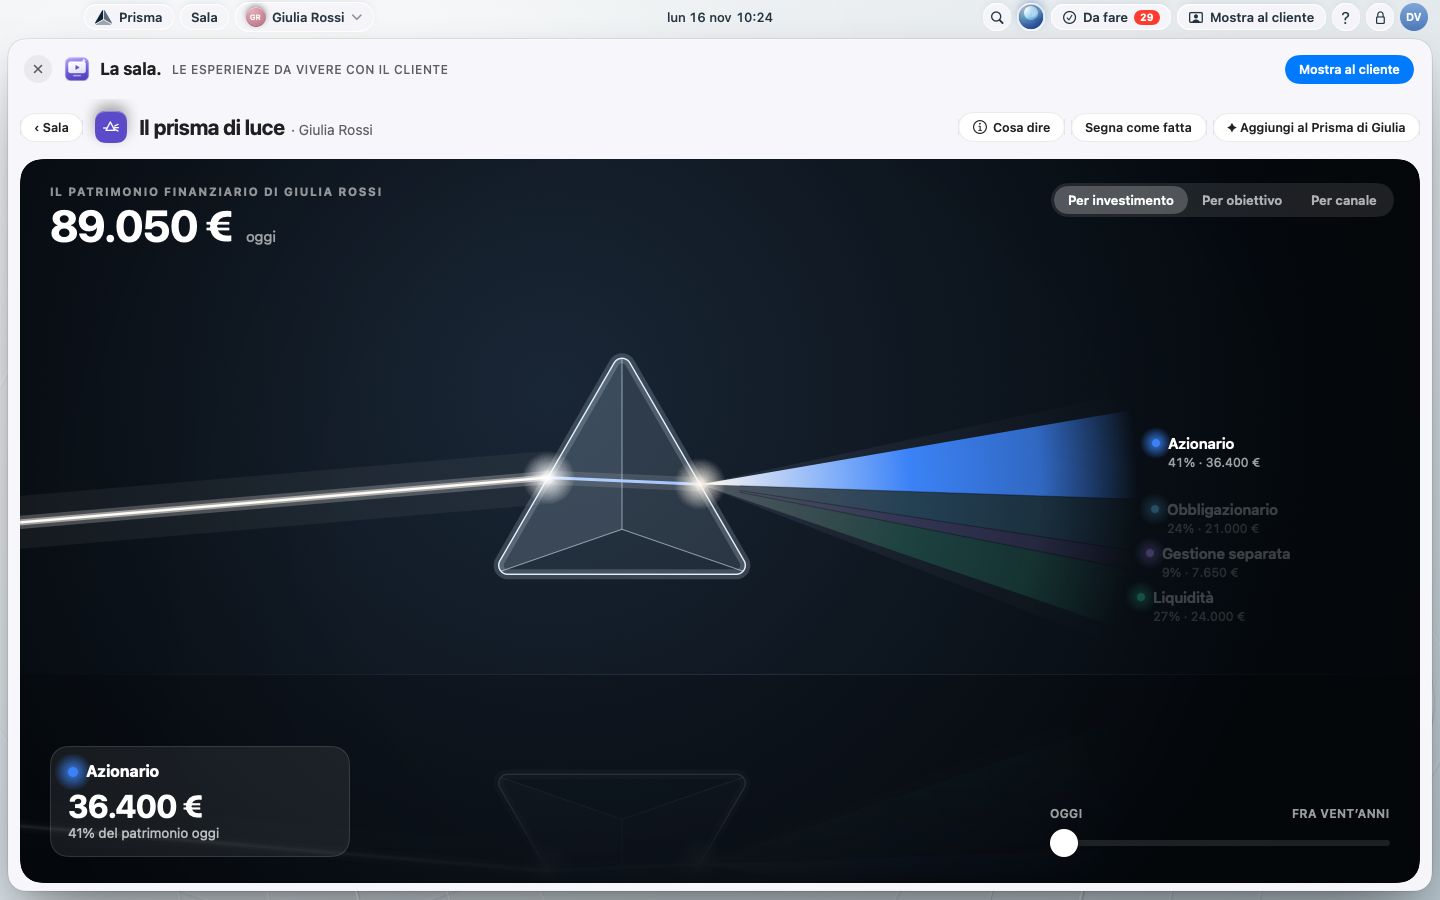 Prisma
Sala
GR Giulia Rossi
lun 16 nov 10:24
Da fare 29
Mostra al cliente
?
DV
La sala. LE ESPERIENZE DA VIVERE CON IL CLIENTE
Mostra al cliente
‹ Sala
Il prisma di luce · Giulia Rossi
Cosa dire
Segna come fatta
Aggiungi al Prisma di Giulia
IL PATRIMONIO FINANZIARIO DI GIULIA ROSSI
89.050 € oggi
Per investimento
Per obiettivo
Per canale
Azionario
41% · 36.400 €
Obbligazionario
24% · 21.000 €
Gestione separata
9% · 7.650 €
Liquidità
27% · 24.000 €
Azionario
36.400 €
41% del patrimonio oggi
OGGI
FRA VENT'ANNI